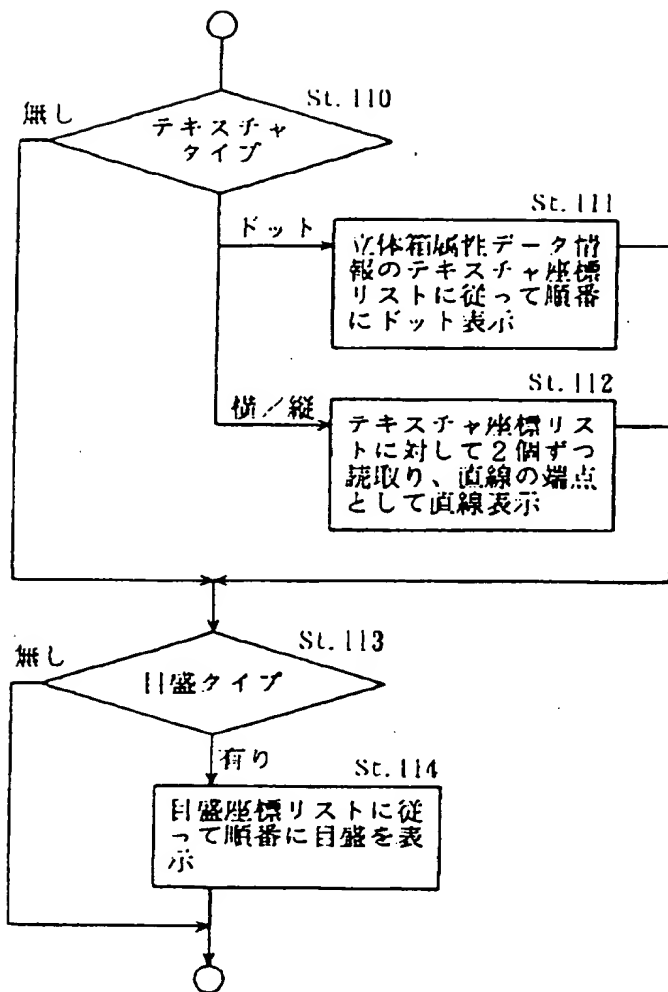 St.110
無し
テキスチャ
タイプ
St.111
ドット
立体箱属性データ情
報のテキスチャ座標
リストに従って順番
にドット表示
St.112
横/縦
テキスチャ座標リス
トに対して2個ずつ
読取り、直線の端点
として直線表示
St.113
無し
目盛タイプ
有り
St.114
目盛座標リストに従
って順番に目盛を表
示